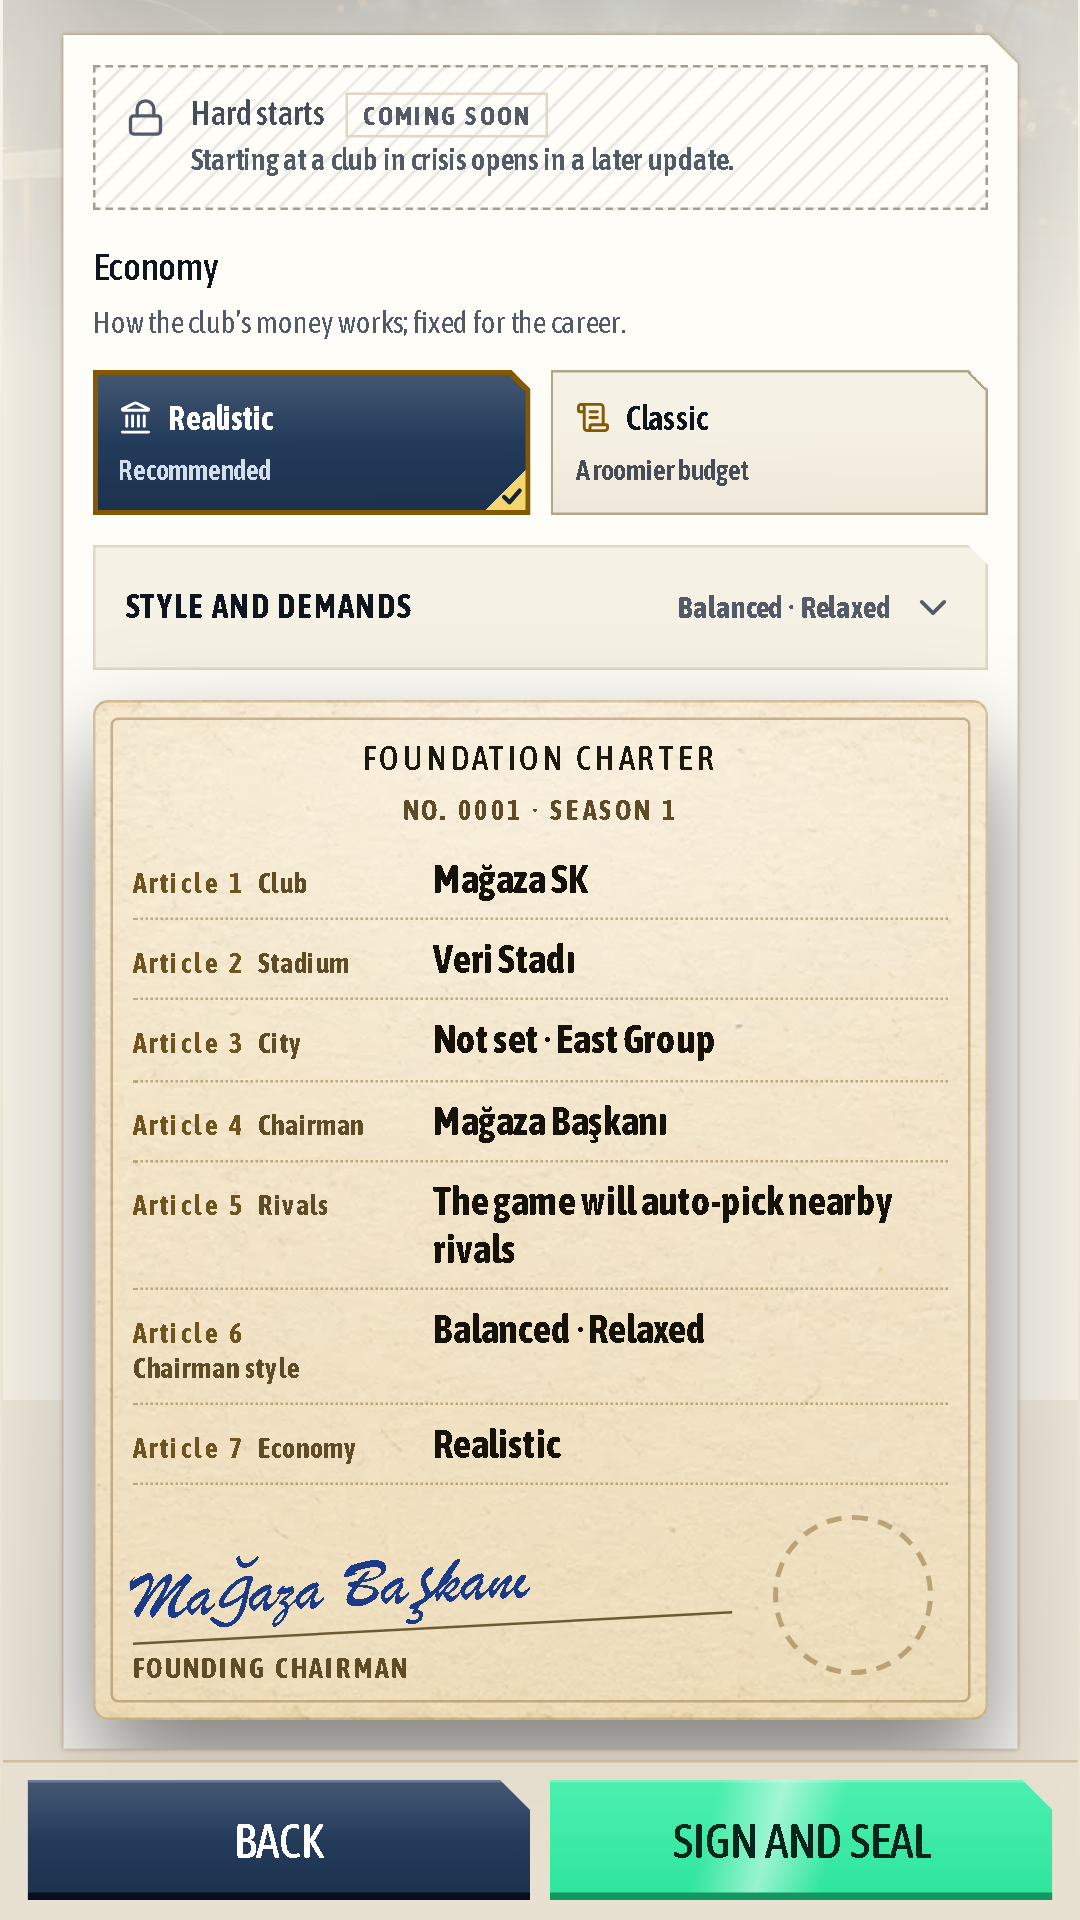 Hard starts COMING SOON
Starting at a club in crisis opens in a later update.
Economy
How the club's money works; fixed for the career.
Realistic
Recommended
Classic
A roomier budget
STYLE AND DEMANDS Balanced · Relaxed
FOUNDATION CHARTER
NO. 0001 · SEASON 1
Article 1 Club Mağaza SK
Article 2 Stadium Veri Stadı
Article 3 City Not set · East Group
Article 4 Chairman Mağaza Başkanı
Article 5 Rivals The game will auto-pick nearby
rivals
Article 6 Balanced · Relaxed
Chairman style
Article 7 Economy Realistic
Mağaza Başkanı
FOUNDING CHAIRMAN
BACK SIGN AND SEAL